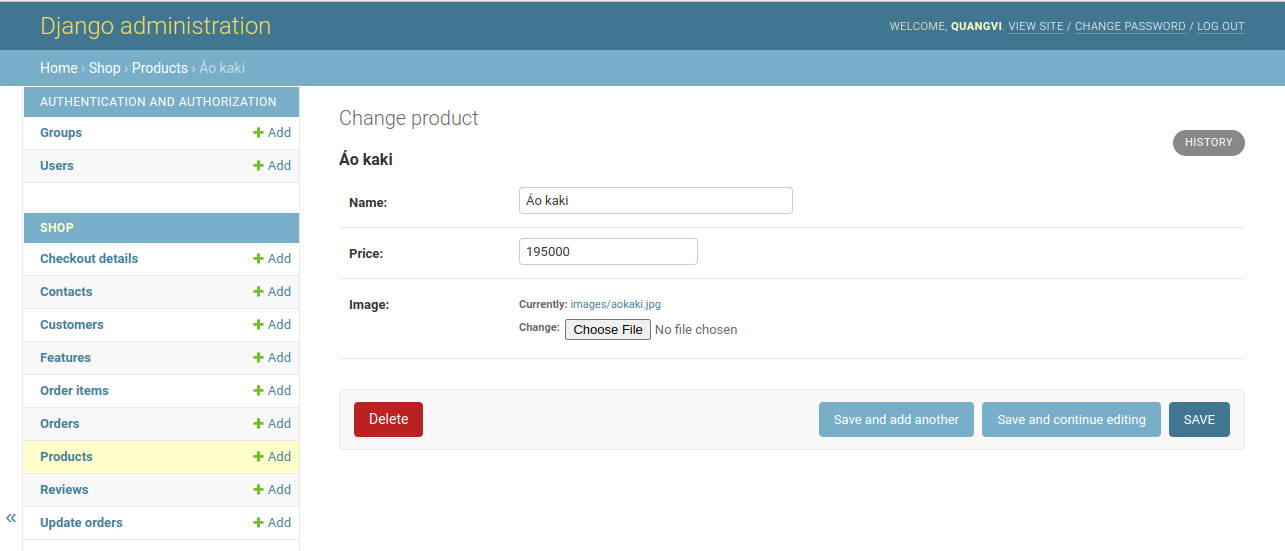 Django administration
WELCOME, QUANGVI. VIEW SITE / CHANGE PASSWORD / LOG OUT
Home › Shop › Products › Áo kaki
AUTHENTICATION AND AUTHORIZATION
Groups + Add
Users + Add
SHOP
Checkout details + Add
Contacts + Add
Customers + Add
Features + Add
Order items + Add
Orders + Add
Products + Add
Reviews + Add
Update orders + Add
«
Change product
HISTORY
Áo kaki
Name: Áo kaki
Price: 195000
Image: Currently: images/aokaki.jpg
Change: Choose File No file chosen
Delete Save and add another Save and continue editing SAVE